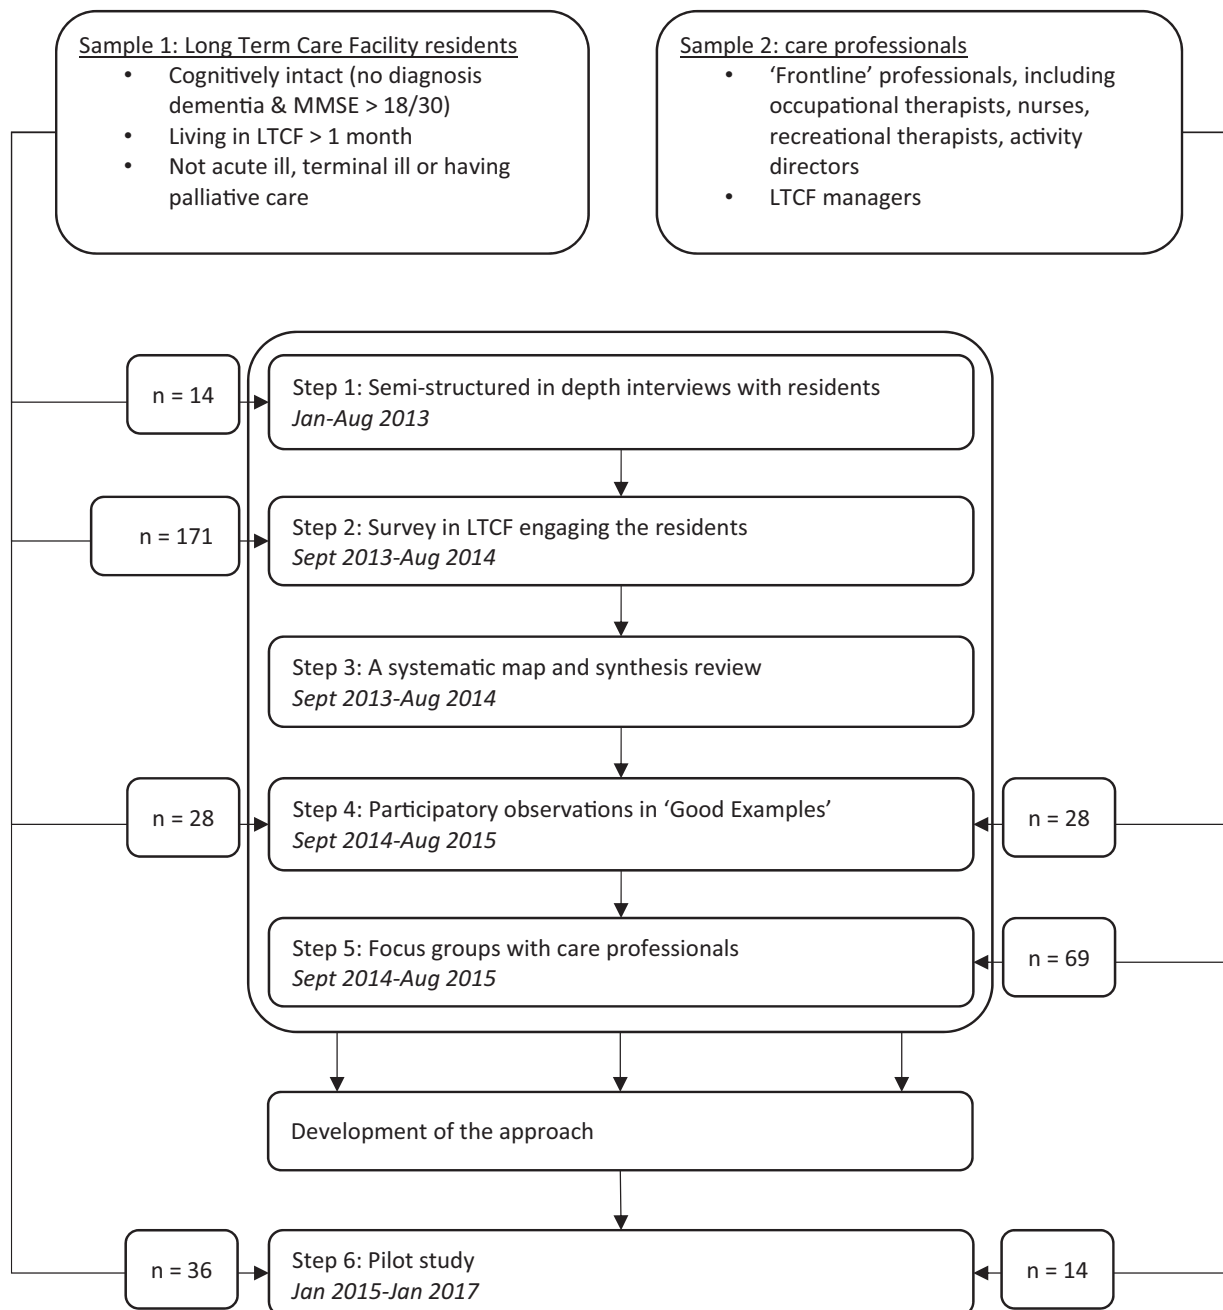 Sample 1: Long Term Care Facility residents
• Cognitively intact (no diagnosis
dementia & MMSE > 18/30)
• Living in LTCF > 1 month
• Not acute ill, terminal ill or having
palliative care
Sample 2: care professionals
• ‘Frontline’ professionals, including
occupational therapists, nurses,
recreational therapists, activity
directors
• LTCF managers
n = 14
Step 1: Semi-structured in depth interviews with residents
Jan-Aug 2013
n = 171
Step 2: Survey in LTCF engaging the residents
Sept 2013-Aug 2014
Step 3: A systematic map and synthesis review
Sept 2013-Aug 2014
n = 28
Step 4: Participatory observations in ‘Good Examples’
Sept 2014-Aug 2015
n = 28
Step 5: Focus groups with care professionals
Sept 2014-Aug 2015
n = 69
Development of the approach
n = 36
Step 6: Pilot study
Jan 2015-Jan 2017
n = 14